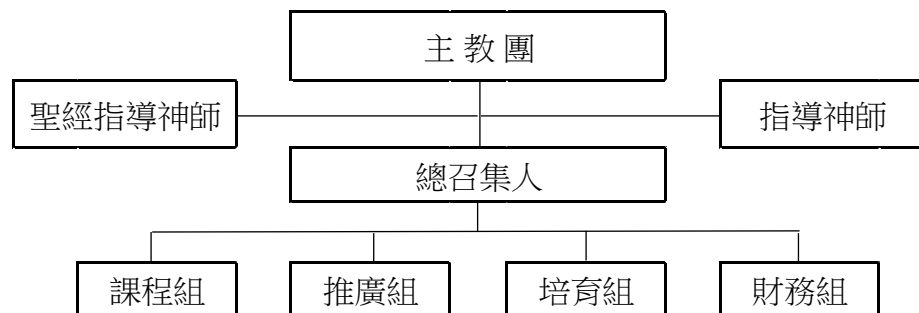 主教團
聖經指導神師
指導神師
總召集人
課程組
推廣組
培育組
財務組